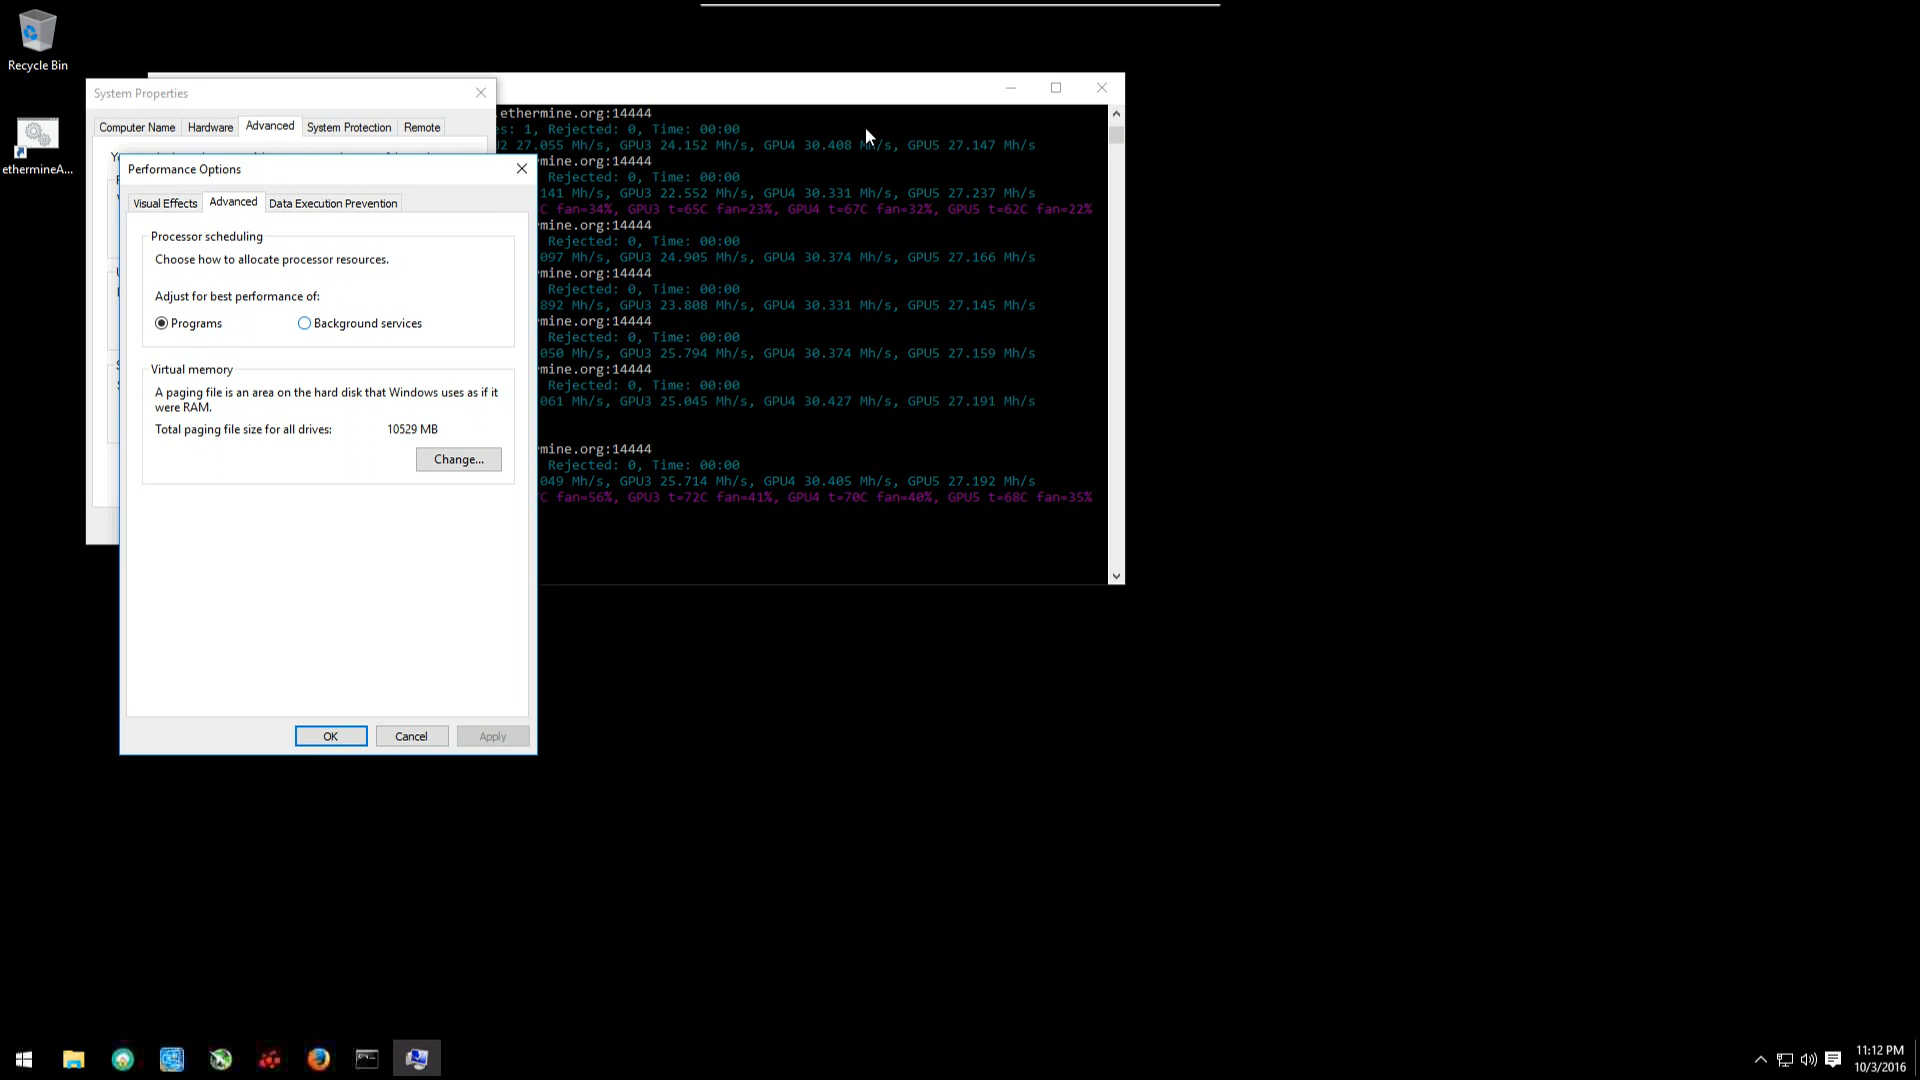 Recycle Bin
ethermineA...
System Properties
Computer Name
Hardware
Advanced
System Protection
Remote
Performance Options
Visual Effects
Advanced
Data Execution Prevention
Processor scheduling
Choose how to allocate processor resources.
Adjust for best performance of:
Programs
Background services
Virtual memory
A paging file is an area on the hard disk that Windows uses as if it
were RAM.
Total paging file size for all drives: 10529 MB
Change...
OK
Cancel
Apply
ethermine.org:14444
es: 1, Rejected: 0, Time: 00:00
27.055 Mh/s, GPU3 24.152 Mh/s, GPU4 30.408 Mh/s, GPU5 27.147 Mh/s
mine.org:14444
Rejected: 0, Time: 00:00
141 Mh/s, GPU3 22.552 Mh/s, GPU4 30.331 Mh/s, GPU5 27.237 Mh/s
C fan=34%, GPU3 t=65C fan=23%, GPU4 t=67C fan=32%, GPU5 t=62C fan=22%
mine.org:14444
Rejected: 0, Time: 00:00
097 Mh/s, GPU3 24.905 Mh/s, GPU4 30.374 Mh/s, GPU5 27.166 Mh/s
mine.org:14444
Rejected: 0, Time: 00:00
892 Mh/s, GPU3 23.808 Mh/s, GPU4 30.331 Mh/s, GPU5 27.145 Mh/s
mine.org:14444
Rejected: 0, Time: 00:00
050 Mh/s, GPU3 25.794 Mh/s, GPU4 30.374 Mh/s, GPU5 27.159 Mh/s
mine.org:14444
Rejected: 0, Time: 00:00
061 Mh/s, GPU3 25.045 Mh/s, GPU4 30.427 Mh/s, GPU5 27.191 Mh/s
mine.org:14444
Rejected: 0, Time: 00:00
049 Mh/s, GPU3 25.714 Mh/s, GPU4 30.405 Mh/s, GPU5 27.192 Mh/s
C fan=56%, GPU3 t=72C fan=41%, GPU4 t=70C fan=40%, GPU5 t=68C fan=35%
11:12 PM
10/3/2016